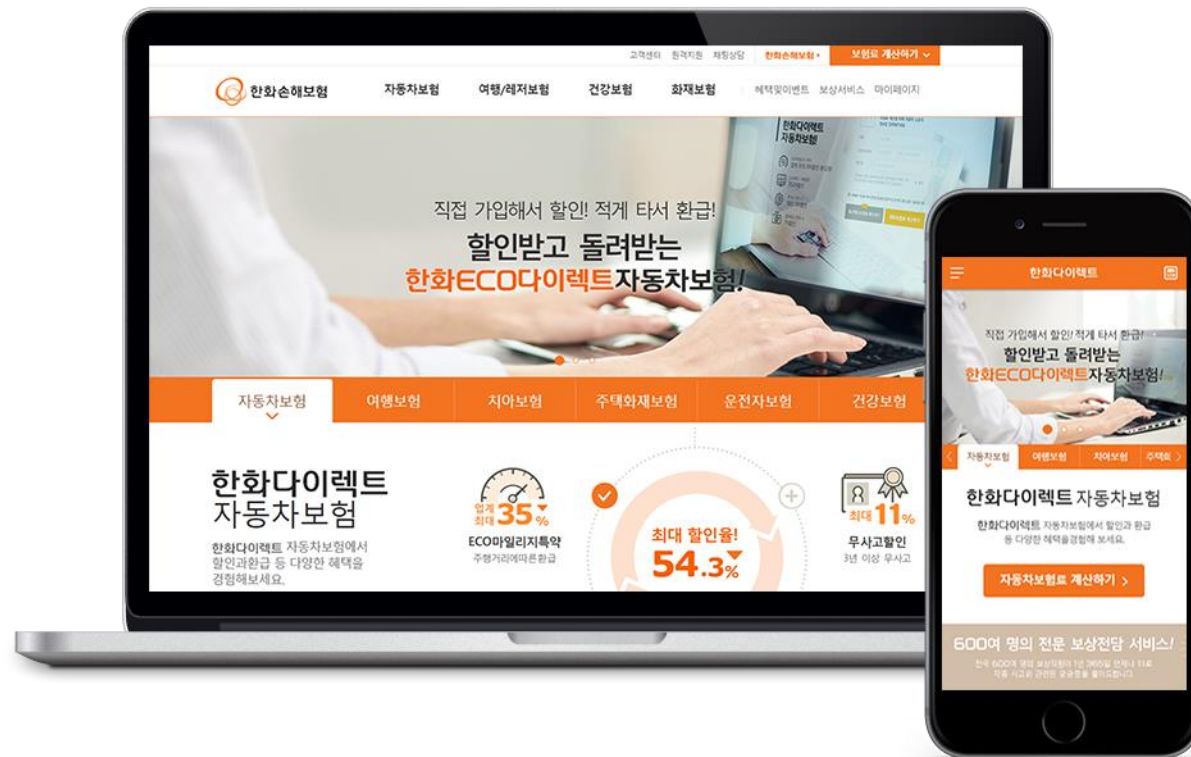 고객센터 원격지원 채팅상담 한화손해보험 보험료 계산하기
한화손해보험 자동차보험 여행/레저보험 건강보험 화재보험 혜택및이벤트 보상서비스 마이페이지
한화다이렉트
자동차보험!
직접 가입해서 할인! 적게 타서 환급!
할인받고 돌려받는
한화ECO다이렉트자동차보험!
자동차보험 여행보험 치아보험 주택화재보험 운전자보험 건강보험
한화다이렉트
자동차보험
한화다이렉트 자동차보험에서
할인과환급 등 다양한 혜택을
경험해보세요.
업계
최대 35%
ECO마일리지특약
주행거리에따른환급
최대 할인율!
54.3%
최대 11%
무사고할인
3년 이상 무사고
한화다이렉트
직접 가입해서 할인! 적게 타서 환급!
할인받고 돌려받는
한화ECO다이렉트자동차보험!
자동차보험 여행보험 치아보험 주택화
한화다이렉트 자동차보험
한화다이렉트 자동차보험에서 할인과 환급
등 다양한 혜택을경험해 보세요.
자동차보험료 계산하기
600여 명의 전문 보상전담 서비스!